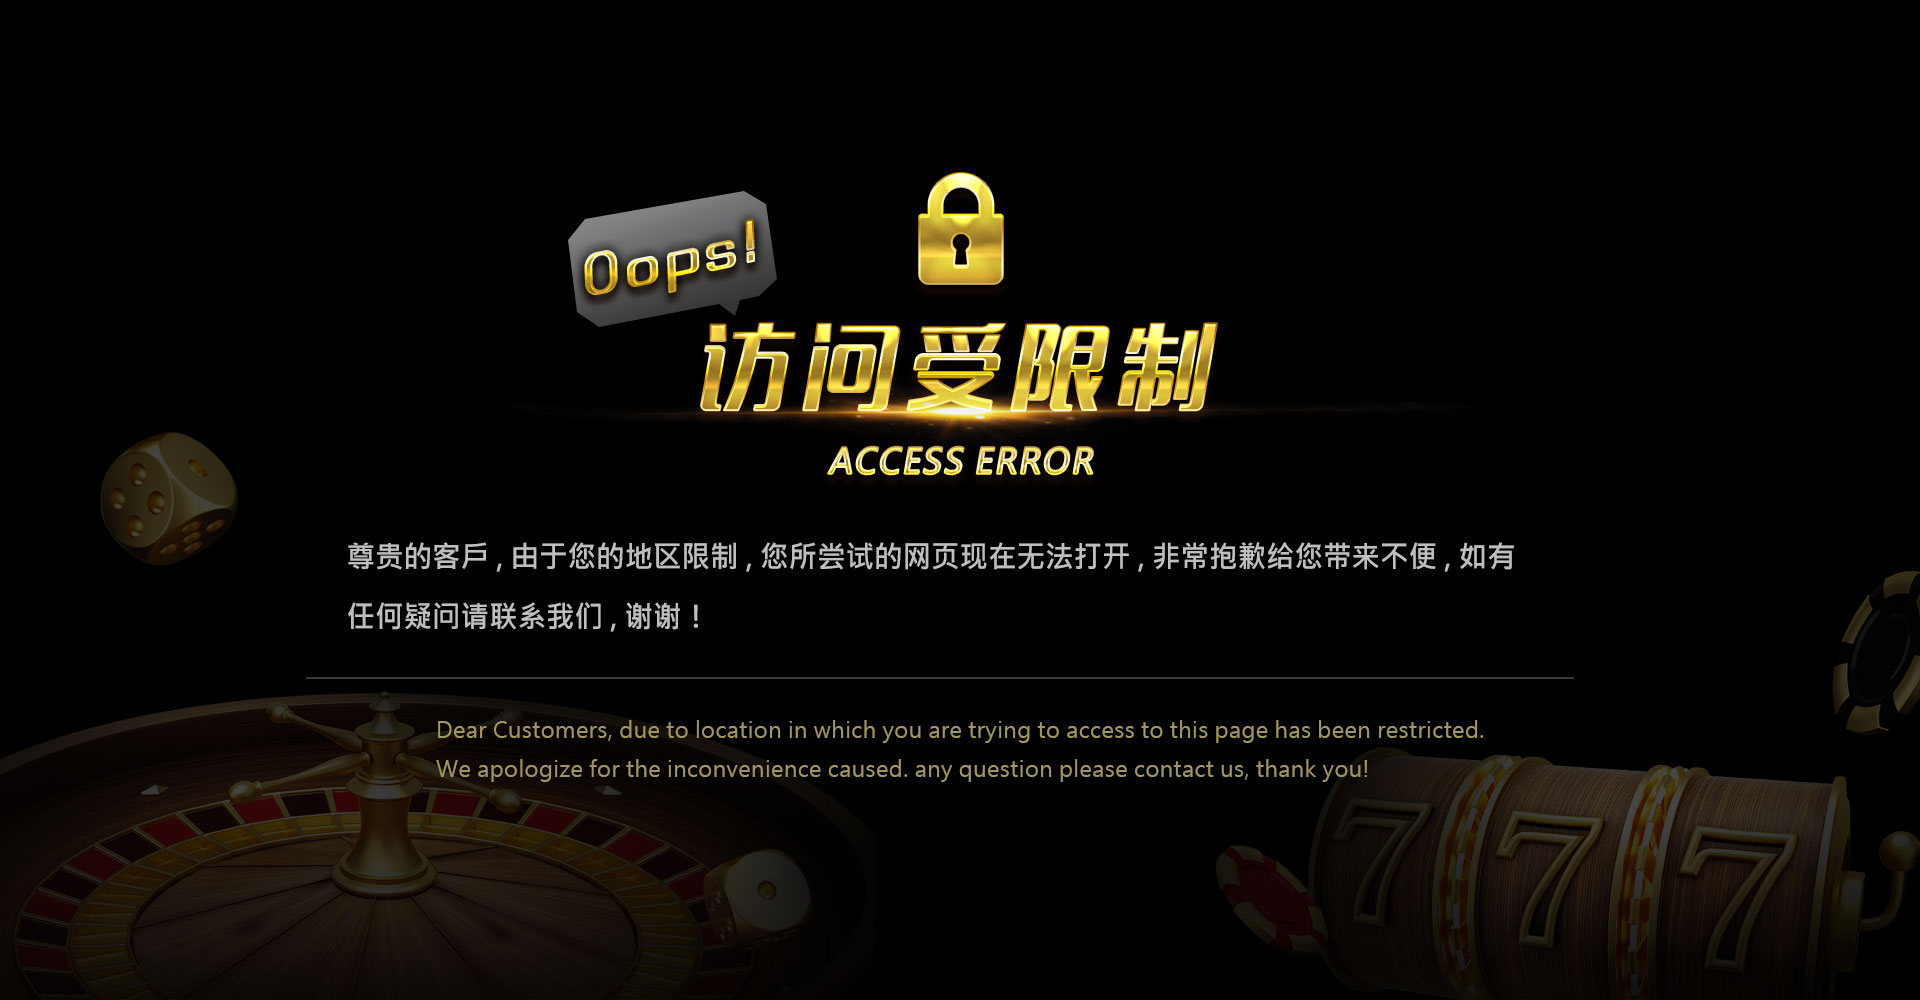 Oops!
访问受限制
ACCESS ERROR
尊贵的客戶 , 由于您的地区限制 , 您所尝试的网页现在无法打开 , 非常抱歉给您带来不便 , 如有
任何疑问请联系我们 , 谢谢！
Dear Customers, due to location in which you are trying to access to this page has been restricted.
We apologize for the inconvenience caused. any question please contact us, thank you!
7 7 7